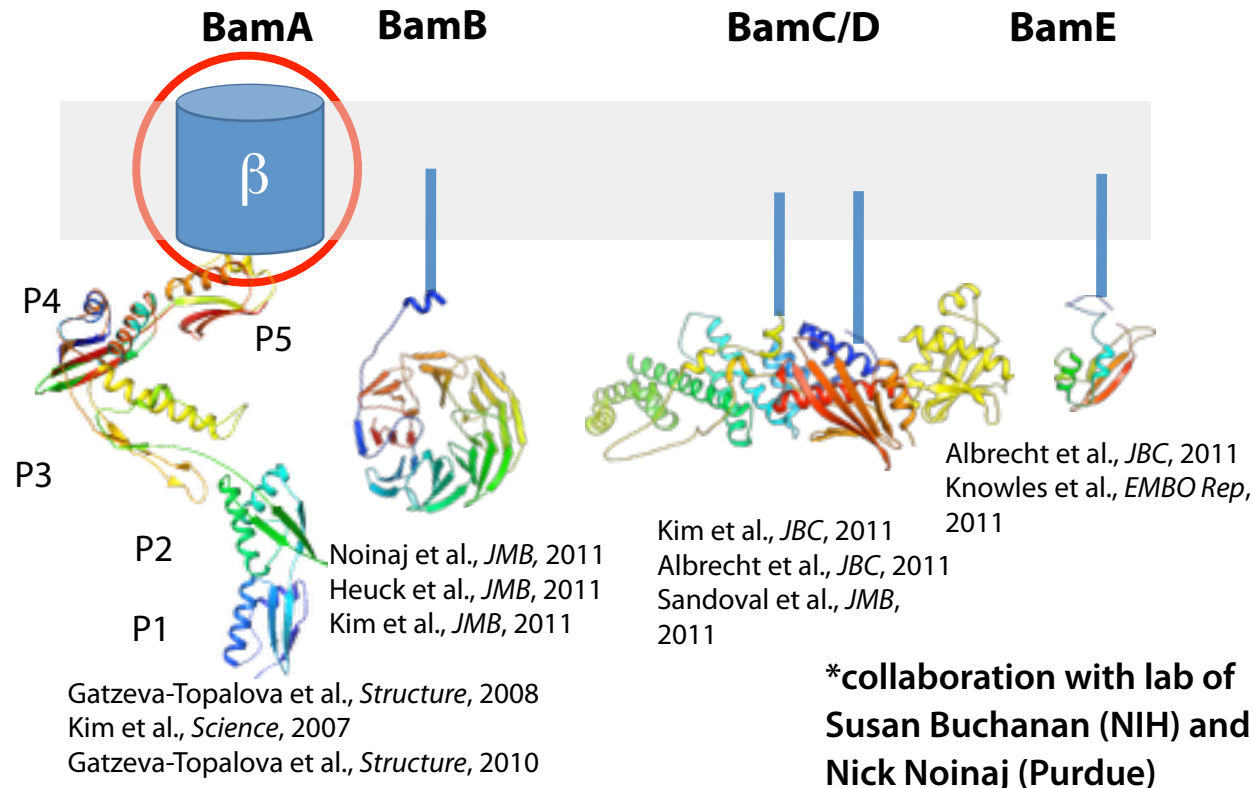 BamA
BamB
BamC/D
BamE
β
P4
P5
P3
P2
P1
Gatzeva-Topalova et al., Structure, 2008
Kim et al., Science, 2007
Gatzeva-Topalova et al., Structure, 2010
Noinaj et al., JMB, 2011
Heuck et al., JMB, 2011
Kim et al., JMB, 2011
Kim et al., JBC, 2011
Albrecht et al., JBC, 2011
Sandoval et al., JMB,
2011
Albrecht et al., JBC, 2011
Knowles et al., EMBO Rep,
2011
*collaboration with lab of
Susan Buchanan (NIH) and
Nick Noinaj (Purdue)